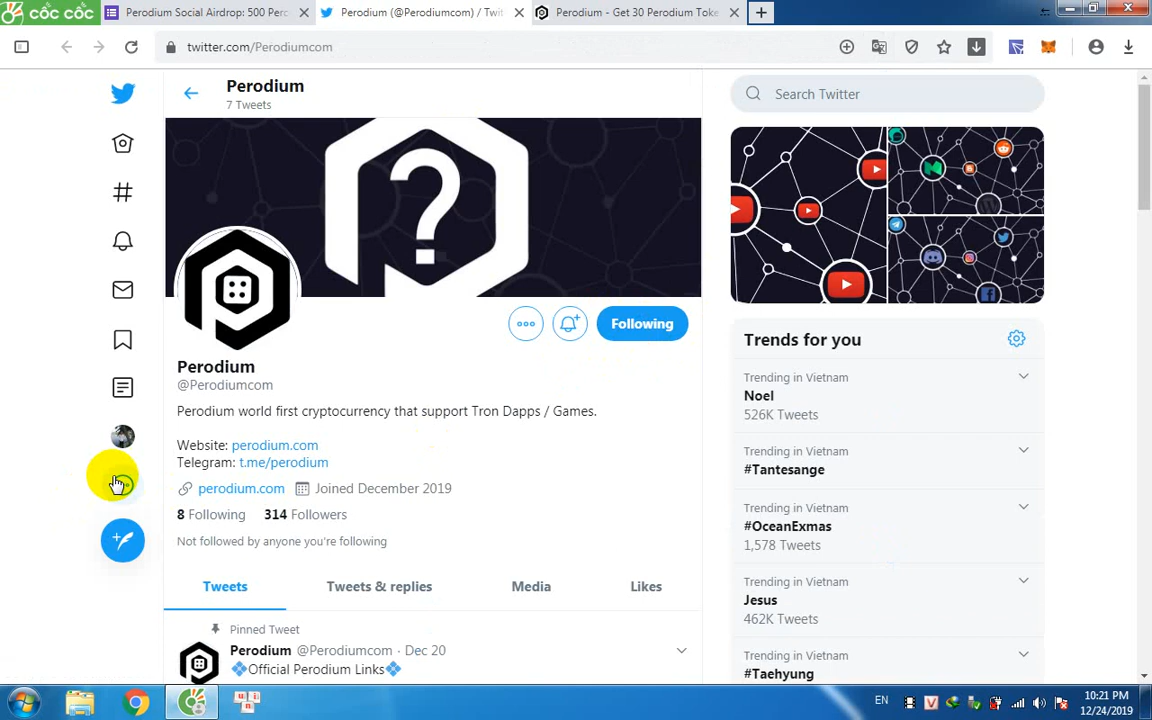 cốc cốc
Perodium Social Airdrop: 500 Perc
Perodium (@Perodiumcom) / Twit
Perodium - Get 30 Perodium Toke
twitter.com/Perodiumcom
Perodium
7 Tweets
Search Twitter
?
Following
Perodium
@Perodiumcom
Perodium world first cryptocurrency that support Tron Dapps / Games.
Website: perodium.com
Telegram: t.me/perodium
perodium.com Joined December 2019
8 Following 314 Followers
Not followed by anyone you're following
Tweets Tweets & replies Media Likes
Pinned Tweet
Perodium @Perodiumcom · Dec 20
💠Official Perodium Links💠
Trends for you
Trending in Vietnam
Noel
526K Tweets
Trending in Vietnam
#Tantesange
Trending in Vietnam
#OceanExmas
1,578 Tweets
Trending in Vietnam
Jesus
462K Tweets
Trending in Vietnam
#Taehyung
EN
10:21 PM
12/24/2019